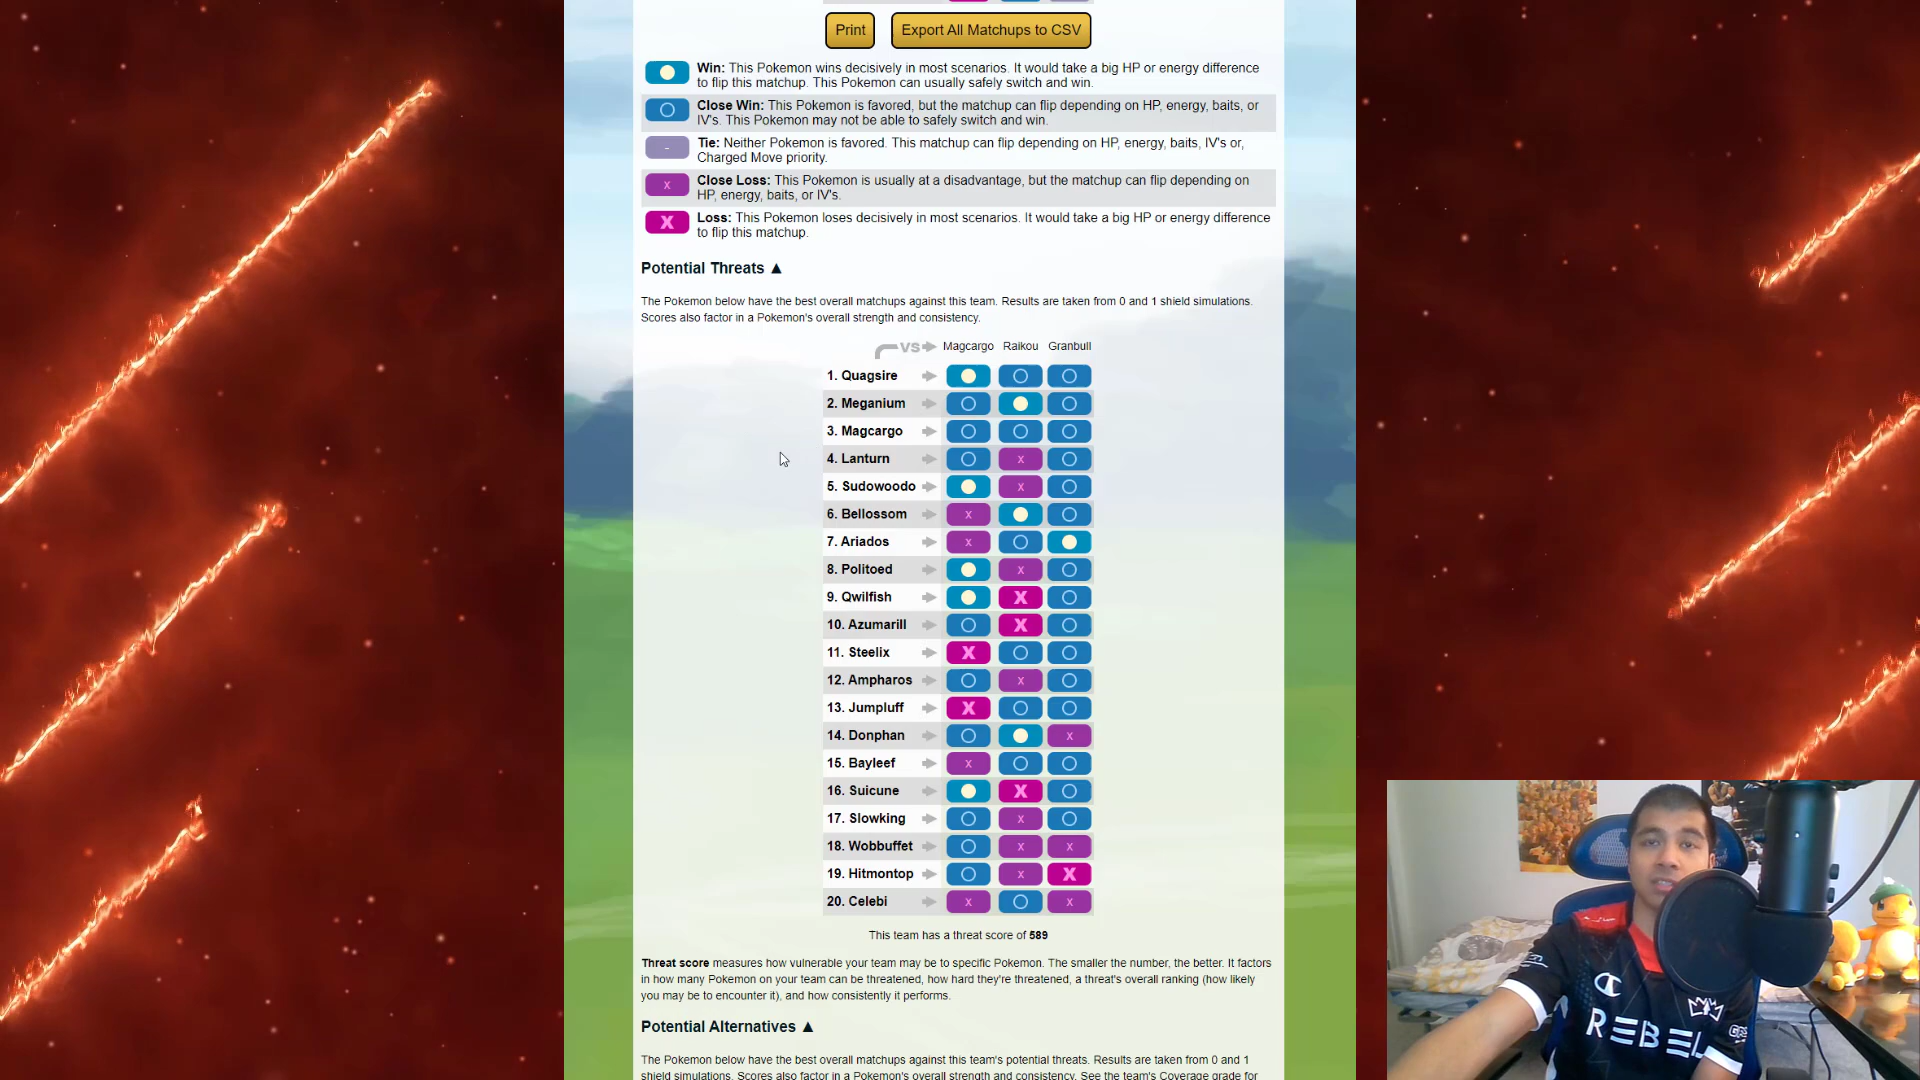 Print
Export All Matchups to CSV
Win: This Pokemon wins decisively in most scenarios. It would take a big HP or energy difference
to flip this matchup. This Pokemon can usually safely switch and win.
Close Win: This Pokemon is favored, but the matchup can flip depending on HP, energy, baits, or
IV's. This Pokemon may not be able to safely switch and win.
- Tie: Neither Pokemon is favored. This matchup can flip depending on HP, energy, baits, IV's or,
Charged Move priority.
x Close Loss: This Pokemon is usually at a disadvantage, but the matchup can flip depending on
HP, energy, baits, or IV's.
X Loss: This Pokemon loses decisively in most scenarios. It would take a big HP or energy difference
to flip this matchup.
Potential Threats ▲
The Pokemon below have the best overall matchups against this team. Results are taken from 0 and 1 shield simulations.
Scores also factor in a Pokemon's overall strength and consistency.
VS Magcargo Raikou Granbull
1. Quagsire
2. Meganium
3. Magcargo
4. Lanturn x
5. Sudowoodo x
6. Bellossom x
7. Ariados x
8. Politoed x
9. Qwilfish X
10. Azumarill X
11. Steelix X
12. Ampharos x
13. Jumpluff X
14. Donphan x
15. Bayleef x
16. Suicune X
17. Slowking x
18. Wobbuffet x x
19. Hitmontop x X
20. Celebi x x
This team has a threat score of 589
Threat score measures how vulnerable your team may be to specific Pokemon. The smaller the number, the better. It factors
in how many Pokemon on your team can be threatened, how hard they're threatened, a threat's overall ranking (how likely
you may be to encounter it), and how consistently it performs.
Potential Alternatives ▲
The Pokemon below have the best overall matchups against this team's potential threats. Results are taken from 0 and 1
shield simulations. Scores also factor in a Pokemon's overall strength and consistency. See the team's Coverage grade for
REBEL